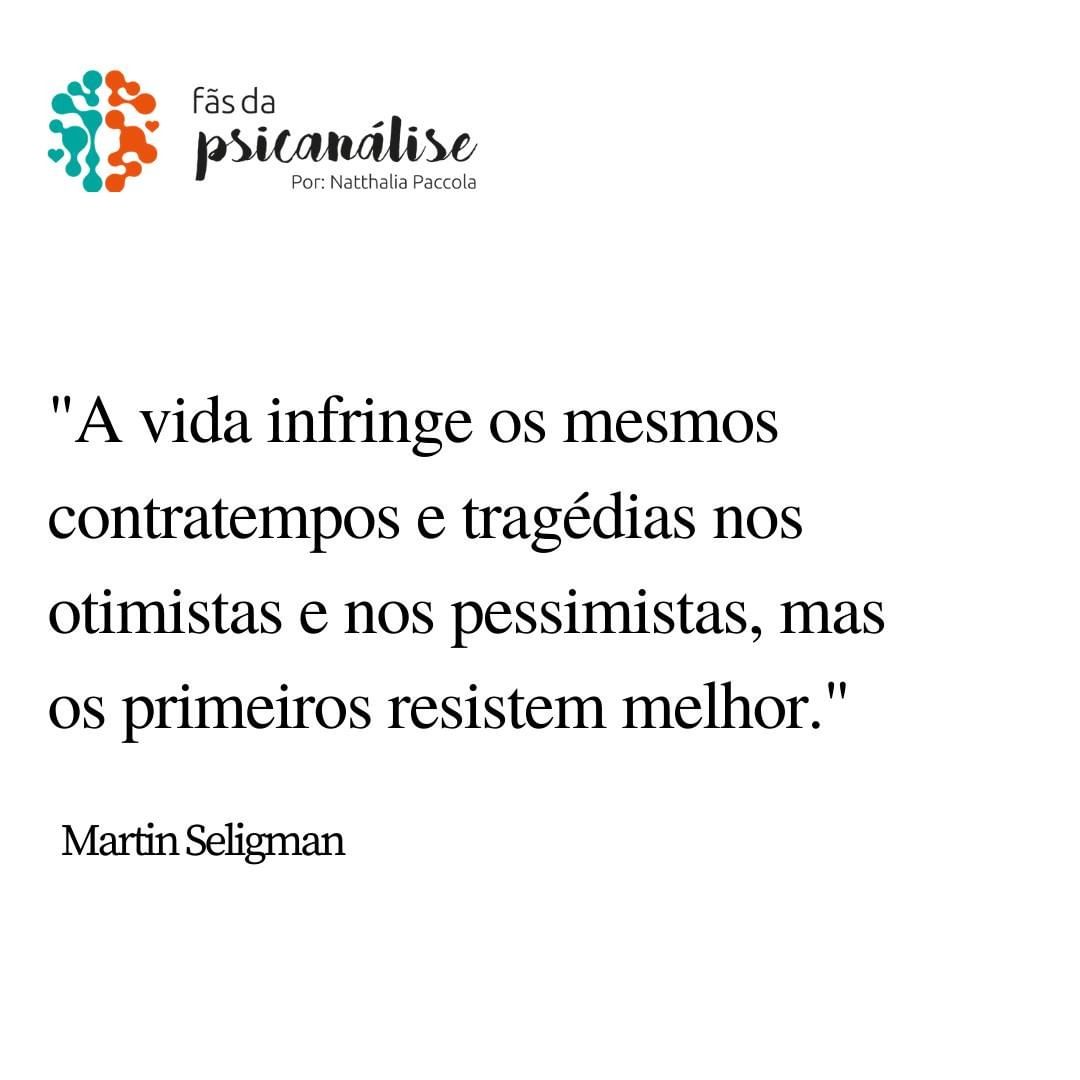 fãs da
psicanálise
Por: Natthalia Paccola
"A vida infringe os mesmos
contratempos e tragédias nos
otimistas e nos pessimistas, mas
os primeiros resistem melhor."
Martin Seligman